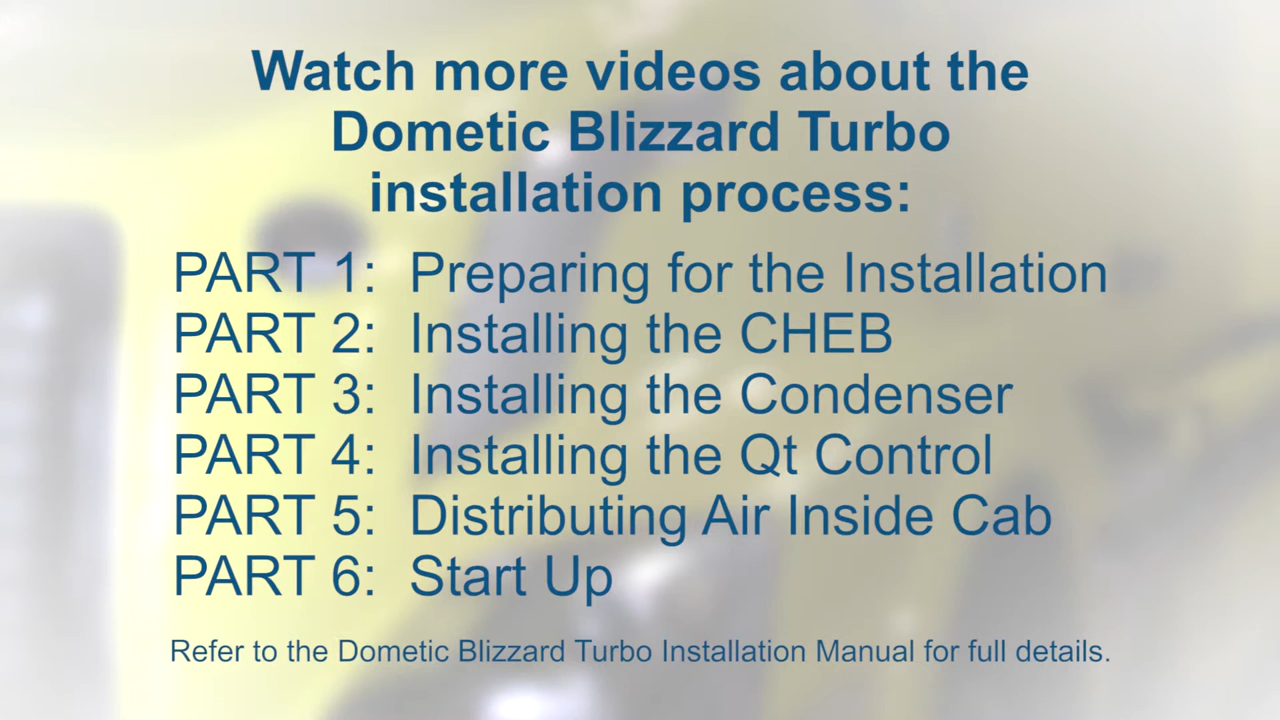 Watch more videos about the
Dometic Blizzard Turbo
installation process:
PART 1: Preparing for the Installation
PART 2: Installing the CHEB
PART 3: Installing the Condenser
PART 4: Installing the Qt Control
PART 5: Distributing Air Inside Cab
PART 6: Start Up
Refer to the Dometic Blizzard Turbo Installation Manual for full details.